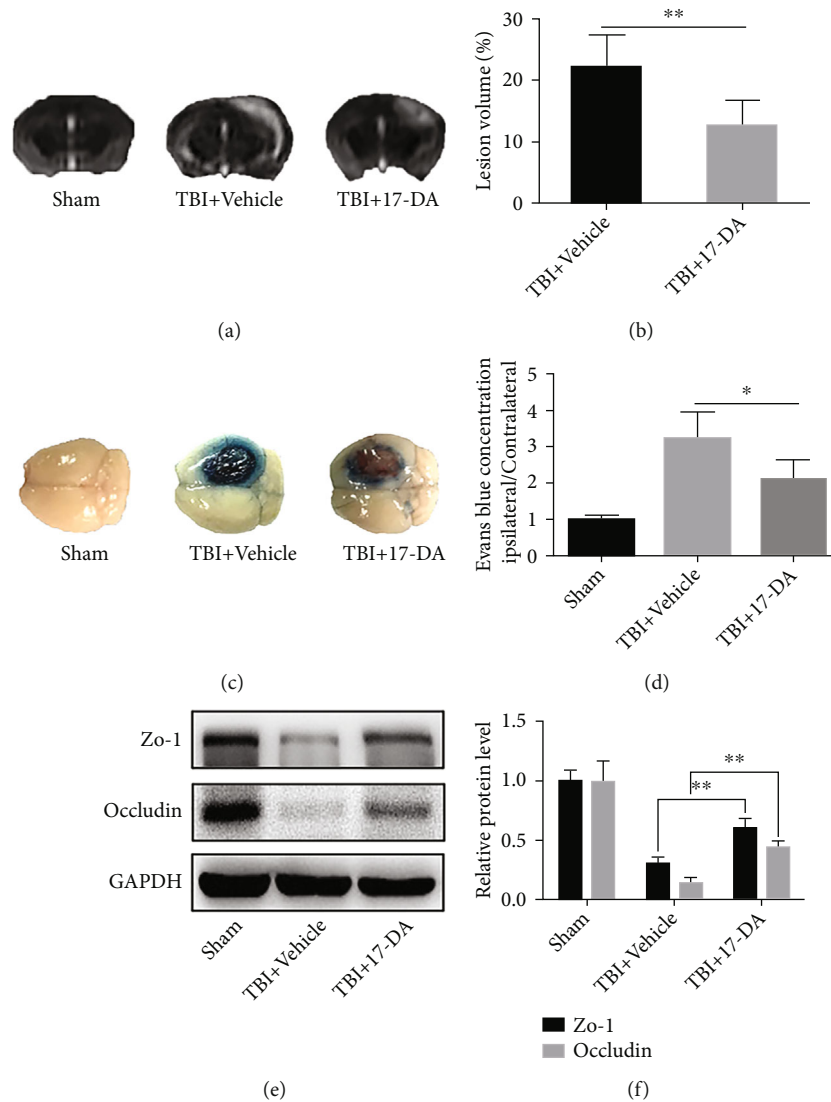 Sham
TBI+Vehicle
TBI+17-DA
(a)
Lesion volume (%)
30
20
10
0
**
TBI+Vehicle
TBI+17-DA
(b)
Sham
TBI+Vehicle
TBI+17-DA
(c)
Evans blue concentration
ipsilateral/Contralateral
5
4
3
2
1
0
*
Sham
TBI+Vehicle
TBI+17-DA
(d)
Zo-1
Occludin
GAPDH
Sham
TBI+Vehicle
TBI+17-DA
(e)
Relative protein level
1.5
1.0
0.5
0.0
**
**
Sham
TBI+Vehicle
TBI+17-DA
Zo-1
Occludin
(f)